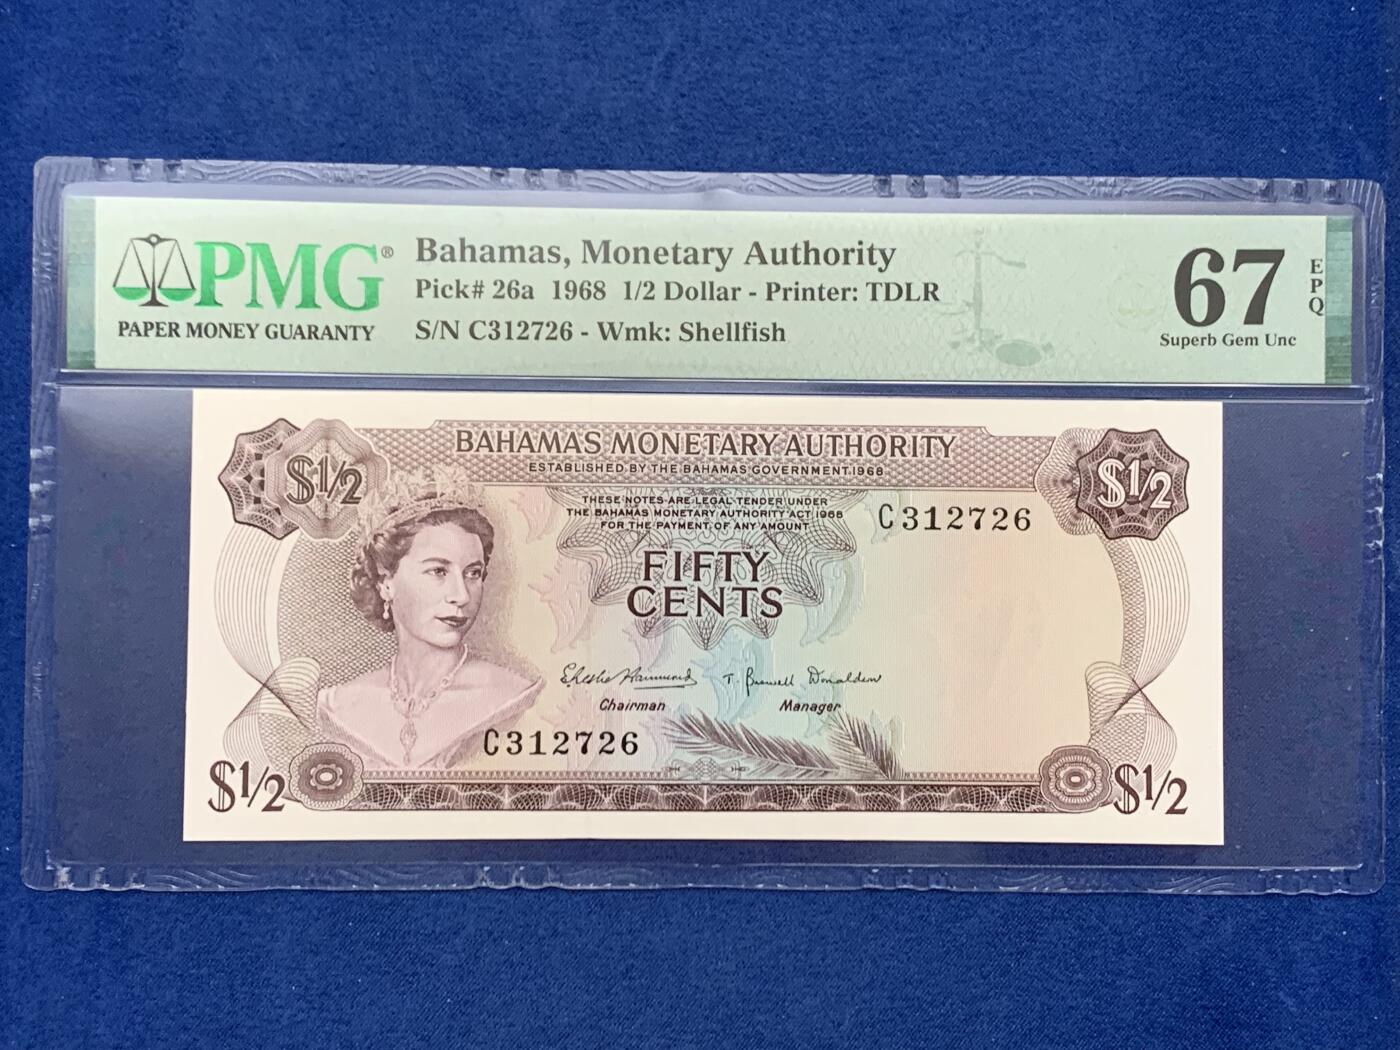 PMG®
PAPER MONEY GUARANTY
Bahamas, Monetary Authority
Pick# 26a 1968 1/2 Dollar - Printer: TDLR
S/N C312726 - Wmk: Shellfish
67
EPQ
Superb Gem Unc
BAHAMAS MONETARY AUTHORITY
ESTABLISHED BY THE BAHAMAS GOVERNMENT 1968
$1/2
$1/2
THESE NOTES ARE LEGAL TENDER UNDER
THE BAHAMAS MONETARY AUTHORITY ACT 1968
FOR THE PAYMENT OF ANY AMOUNT
C312726
FIFTY
CENTS
T. Donaldson
Chairman
Manager
C312726
$1/2
$1/2